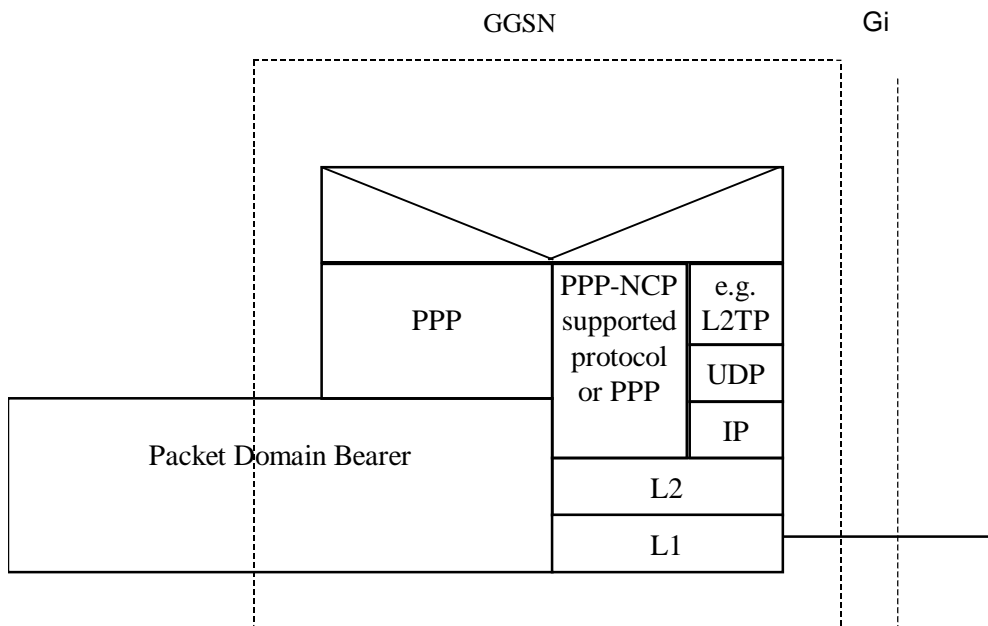 GGSN
Gi
PPP
PPP-NCP
supported
protocol
or PPP
e.g.
L2TP
UDP
IP
Packet Domain Bearer
L2
L1